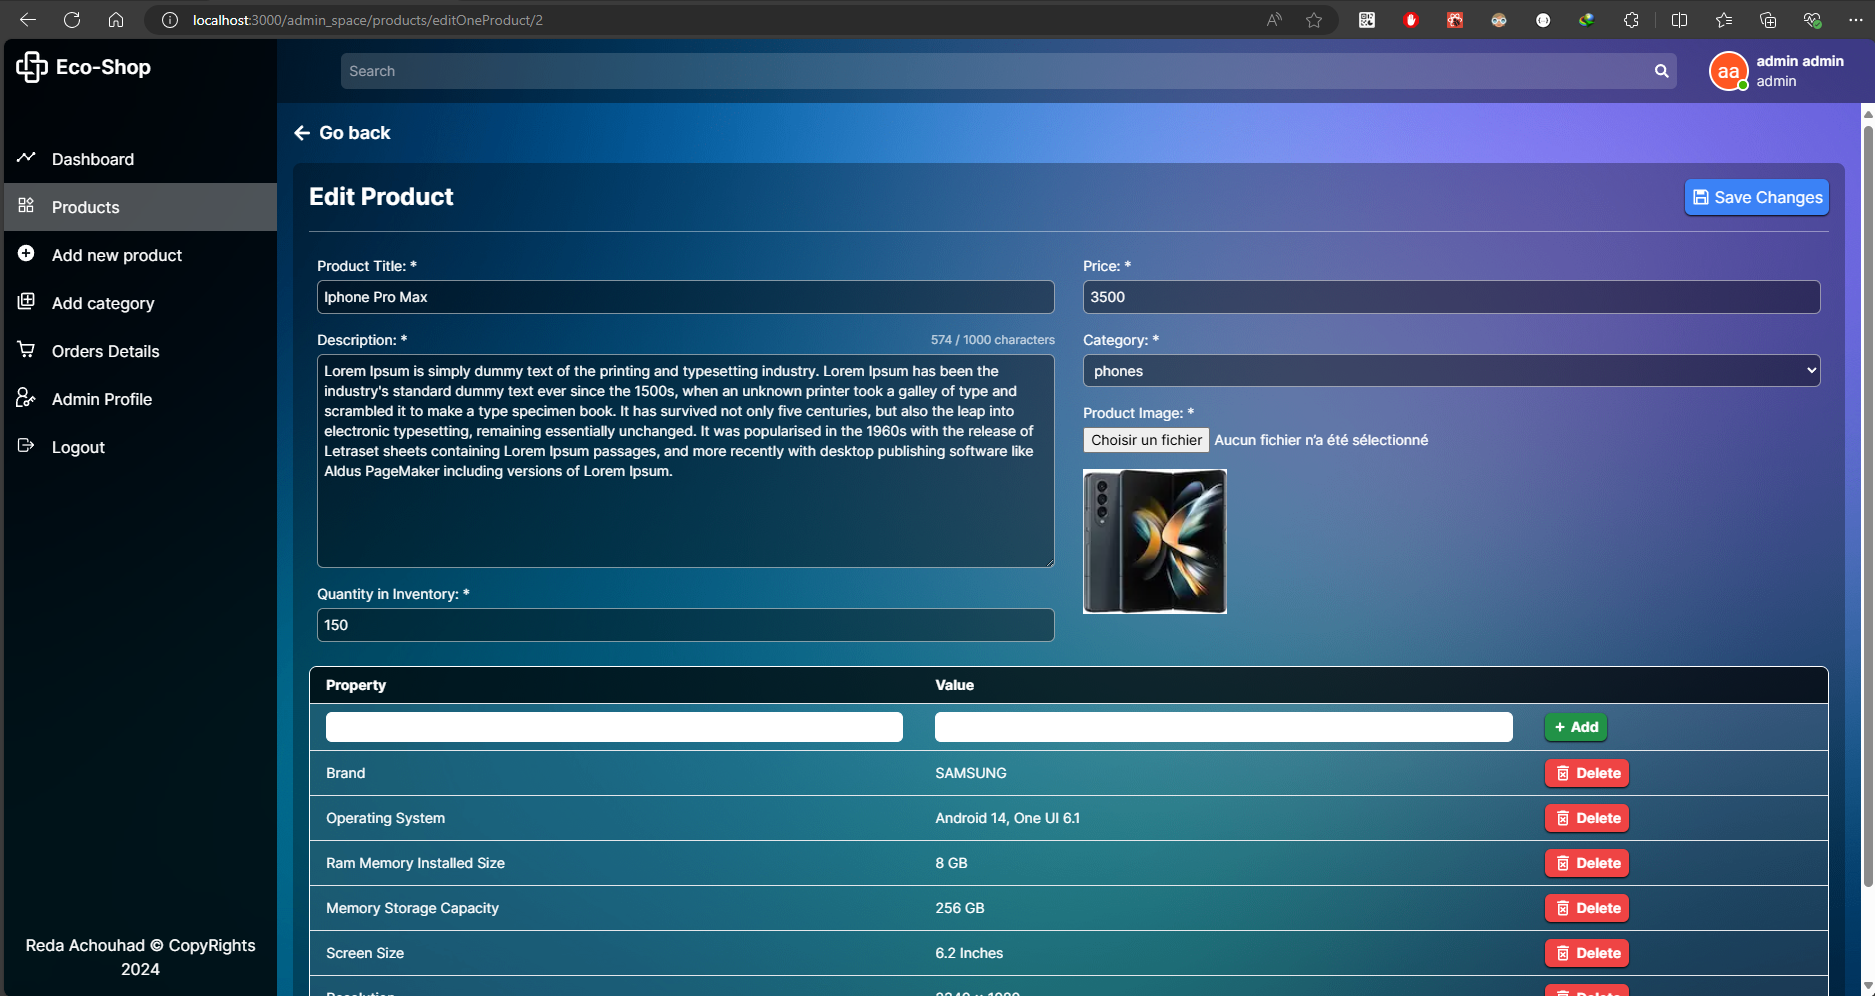 localhost:3000/admin_space/products/editOneProduct/2
Eco-Shop
Search
aa
admin admin
admin
Go back
Dashboard
Products
Add new product
Add category
Orders Details
Admin Profile
Logout
Reda Achouhad © CopyRights
2024
Edit Product
Save Changes
Product Title: *
Iphone Pro Max
Price: *
3500
Description: *
574 / 1000 characters
Lorem Ipsum is simply dummy text of the printing and typesetting industry. Lorem Ipsum has been the
industry's standard dummy text ever since the 1500s, when an unknown printer took a galley of type and
scrambled it to make a type specimen book. It has survived not only five centuries, but also the leap into
electronic typesetting, remaining essentially unchanged. It was popularised in the 1960s with the release of
Letraset sheets containing Lorem Ipsum passages, and more recently with desktop publishing software like
Aldus PageMaker including versions of Lorem Ipsum.
Category: *
phones
Product Image: *
Choisir un fichier Aucun fichier n’a été sélectionné
Quantity in Inventory: *
150
Property Value
+ Add
Brand SAMSUNG Delete
Operating System Android 14, One UI 6.1 Delete
Ram Memory Installed Size 8 GB Delete
Memory Storage Capacity 256 GB Delete
Screen Size 6.2 Inches Delete
Resolution 2340 x 1080 Delete